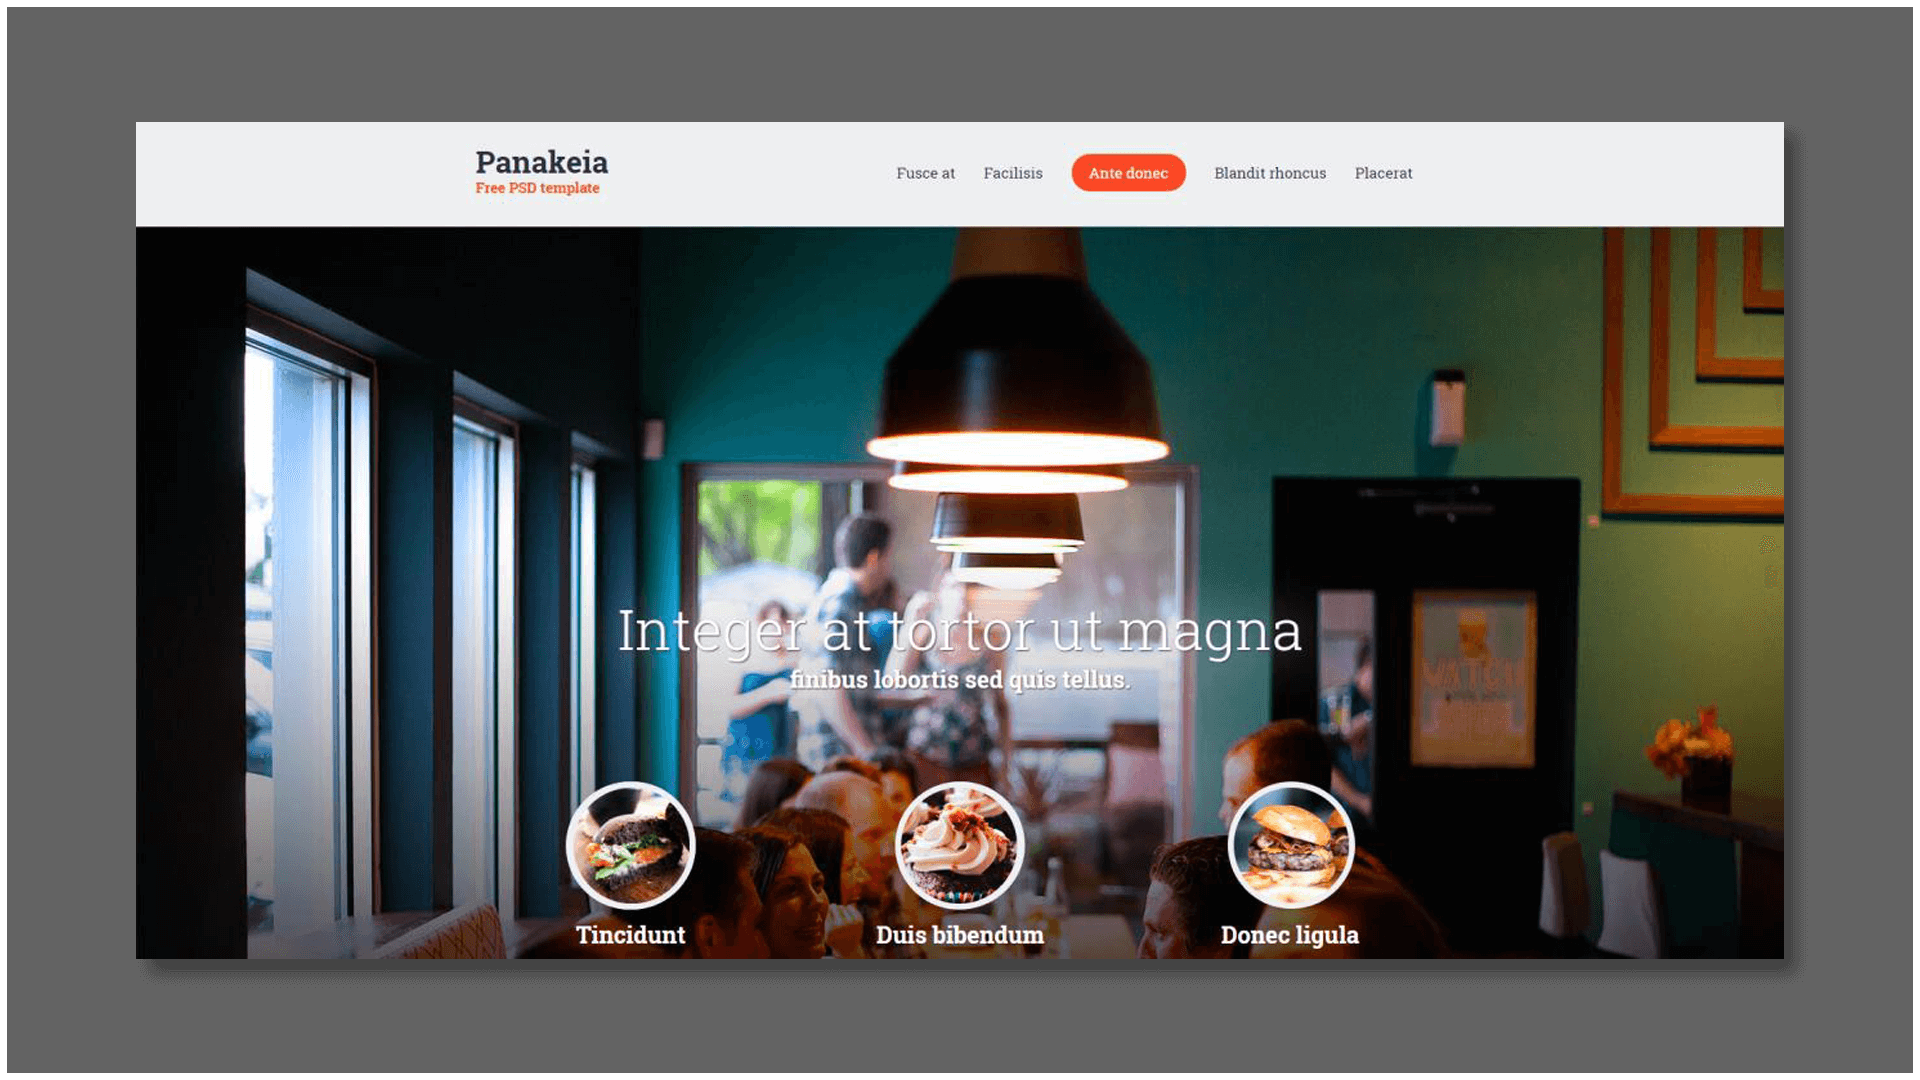 Panakeia
Free PSD template
Fusce at
Facilisis
Ante donec
Blandit rhoncus
Placerat
Integer at tortor ut magna
finibus lobortis sed quis tellus.
Tincidunt
Duis bibendum
Donec ligula